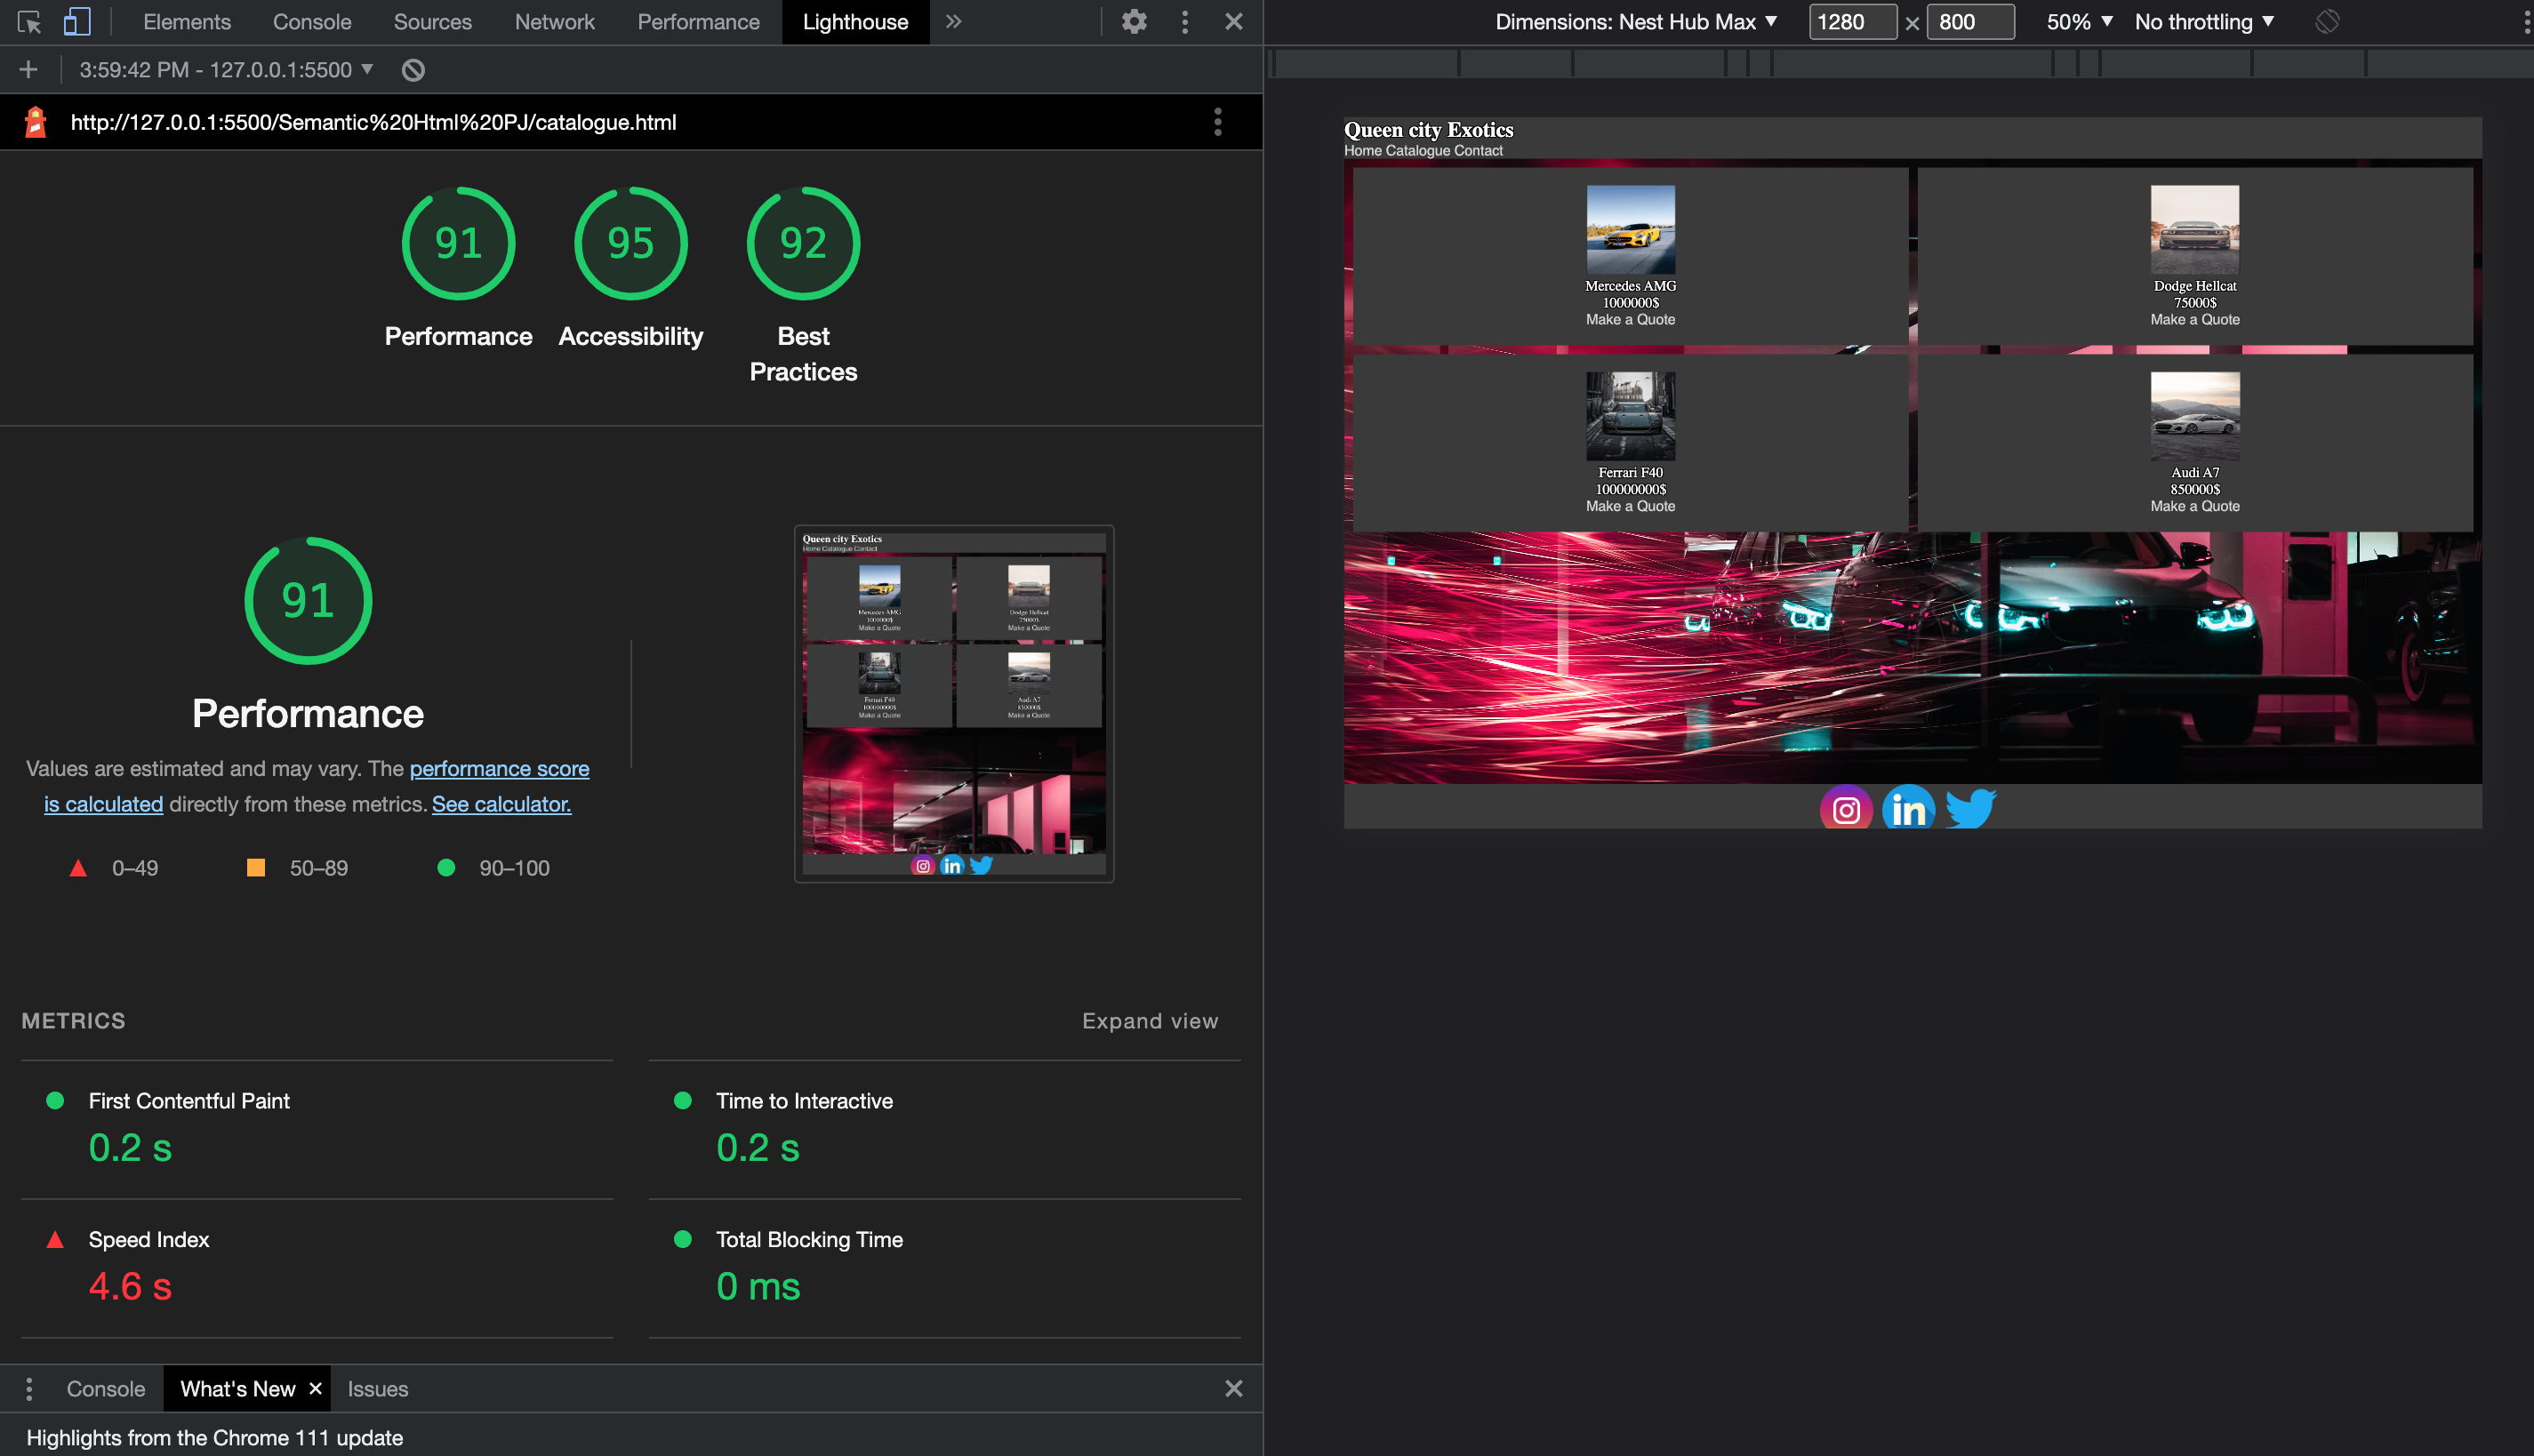 Elements Console Sources Network Performance Lighthouse
3:59:42 PM - 127.0.0.1:5500
http://127.0.0.1:5500/Semantic%20Html%20PJ/catalogue.html
91 95 92
Performance Accessibility Best
Practices
91
Performance
Values are estimated and may vary. The performance score
is calculated directly from these metrics. See calculator.
0–49 50–89 90–100
Queen city Exotics
Home Catalogue Contact
Mercedes AMG Dodge Hellcat
1000000$ 75000$
Make a Quote Make a Quote
Ferrari F40 Audi A7
100000000$ 850000$
Make a Quote Make a Quote
in
METRICS Expand view
First Contentful Paint Time to Interactive
0.2 s 0.2 s
Speed Index Total Blocking Time
4.6 s 0 ms
Console What's New Issues
Highlights from the Chrome 111 update
Dimensions: Nest Hub Max 1280 × 800 50% No throttling
Queen city Exotics
Home Catalogue Contact
Mercedes AMG Dodge Hellcat
1000000$ 75000$
Make a Quote Make a Quote
Ferrari F40 Audi A7
100000000$ 850000$
Make a Quote Make a Quote
in